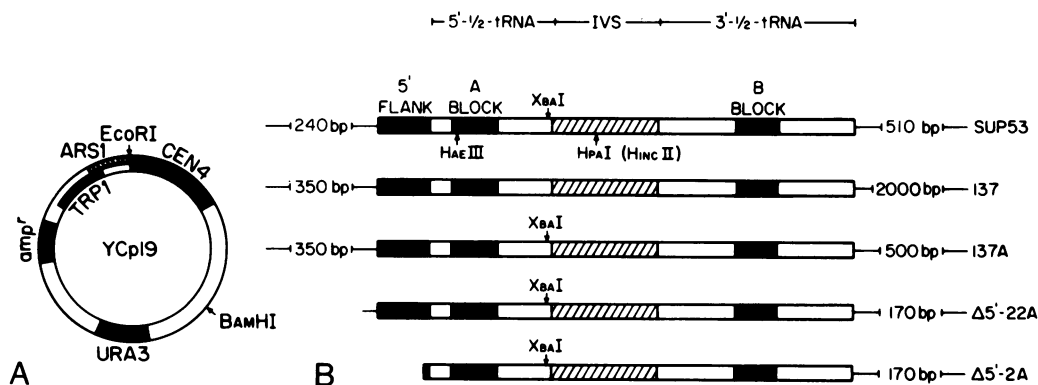 5'-½-tRNA IVS 3'-½-tRNA
5' FLANK
A BLOCK
XBAI
B BLOCK
240 bp
510 bp
SUP53
HAEIII
HPAI (HINC II)
350 bp
2000 bp
137
XBAI
350 bp
500 bp
137A
XBAI
170 bp
Δ5'-22A
XBAI
170 bp
Δ5'-2A
B
EcoRI
ARS1
CEN4
TRP1
ampr
YCp19
BAMHI
URA3
A